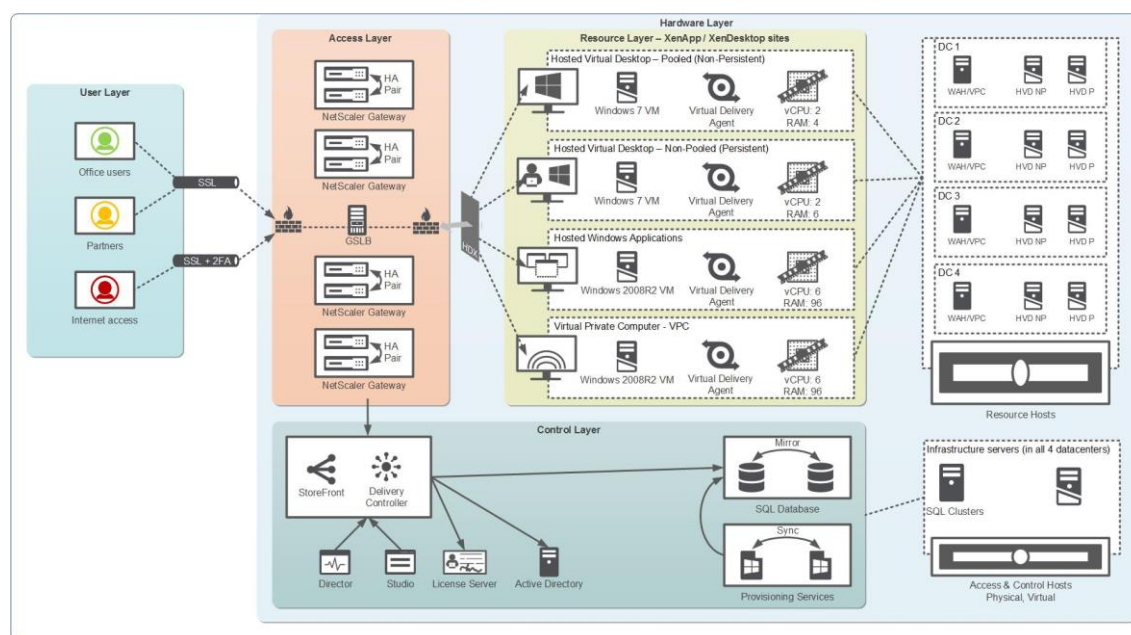 Hardware Layer
Access Layer
Resource Layer – XenApp / XenDesktop sites
User Layer
Office users
Partners
Internet access
SSL
SSL + 2FA
HA
Pair
NetScaler Gateway
HA
Pair
NetScaler Gateway
GSLB
HA
Pair
NetScaler Gateway
HA
Pair
NetScaler Gateway
HDX
Hosted Virtual Desktop – Pooled (Non-Persistent)
Windows 7 VM
Virtual Delivery
Agent
vCPU: 2
RAM: 4
Hosted Virtual Desktop – Non-Pooled (Persistent)
Windows 7 VM
Virtual Delivery
Agent
vCPU: 2
RAM: 6
Hosted Windows Applications
Windows 2008R2 VM
Virtual Delivery
Agent
vCPU: 6
RAM: 96
Virtual Private Computer - VPC
Windows 2008R2 VM
Virtual Delivery
Agent
vCPU: 6
RAM: 96
DC 1
WAH/VPC HVD NP HVD P
DC 2
WAH/VPC HVD NP HVD P
DC 3
WAH/VPC HVD NP HVD P
DC 4
WAH/VPC HVD NP HVD P
Resource Hosts
Control Layer
StoreFront
Delivery
Controller
Director
Studio
License Server
Active Directory
Mirror
SQL Database
Sync
Provisioning Services
Infrastructure servers (in all 4 datacenters)
SQL Clusters
Access & Control Hosts
Physical, Virtual